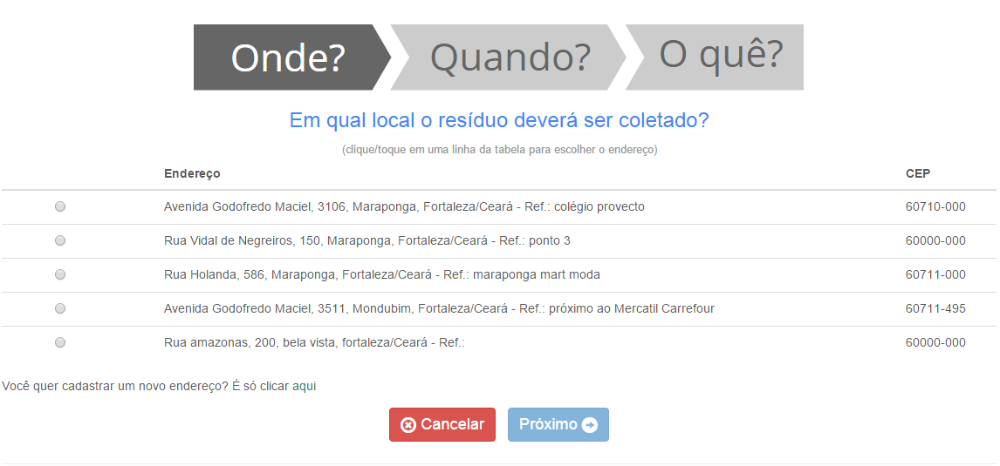 Onde? Quando? O quê?
Em qual local o resíduo deverá ser coletado?
(clique/toque em uma linha da tabela para escolher o endereço)
Endereço CEP
Avenida Godofredo Maciel, 3106, Maraponga, Fortaleza/Ceará - Ref.: colégio provecto 60710-000
Rua Vidal de Negreiros, 150, Maraponga, Fortaleza/Ceará - Ref.: ponto 3 60000-000
Rua Holanda, 586, Maraponga, Fortaleza/Ceará - Ref.: maraponga mart moda 60711-000
Avenida Godofredo Maciel, 3511, Mondubim, Fortaleza/Ceará - Ref.: próximo ao Mercatil Carrefour 60711-495
Rua amazonas, 200, bela vista, fortaleza/Ceará - Ref.: 60000-000
Você quer cadastrar um novo endereço? É só clicar aqui
Cancelar Próximo